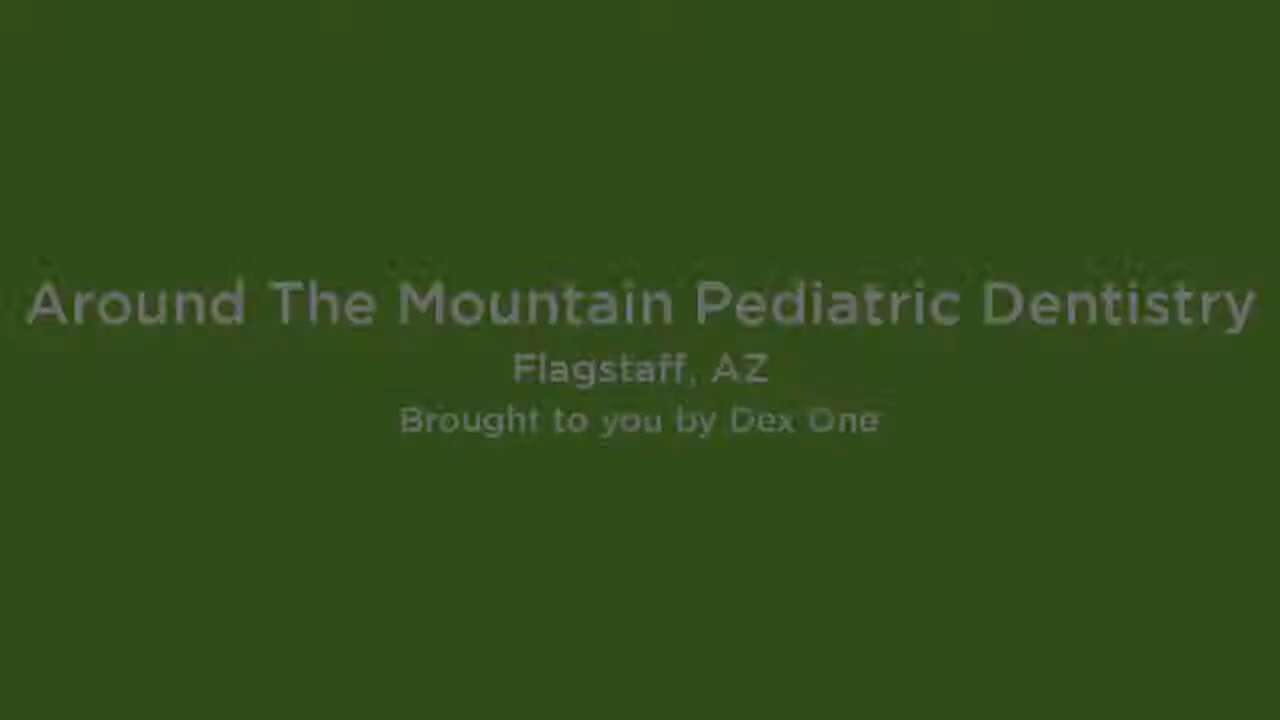 Around The Mountain Pediatric Dentistry
Flagstaff, AZ
Brought to you by Dex One